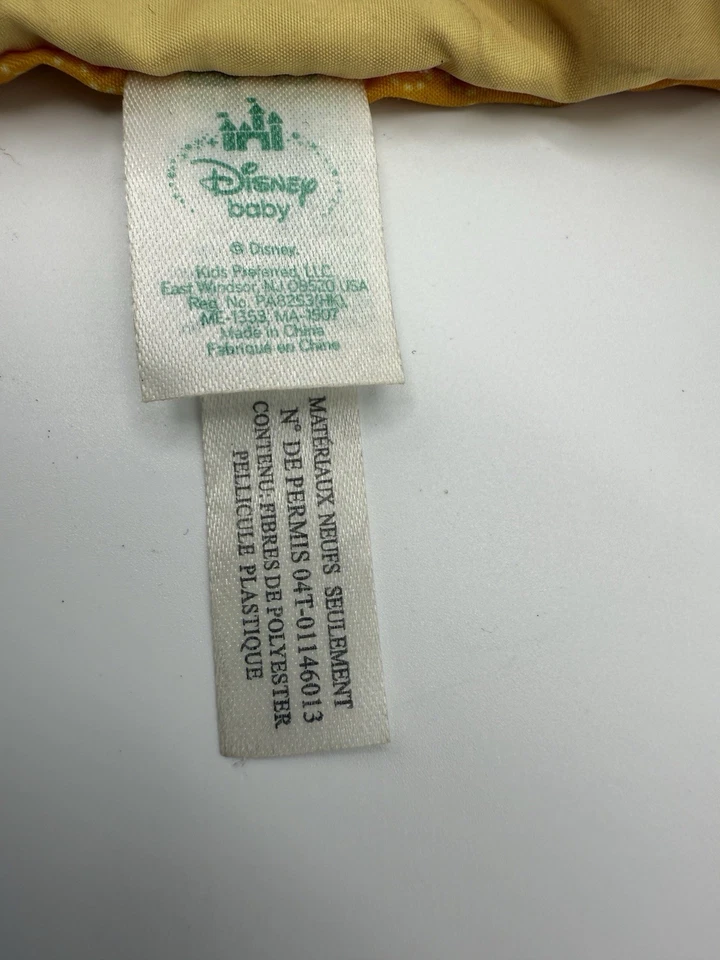 Disney
baby
© Disney.
Kids Preferred, LLC
East Windsor, NJ 08520 USA
Reg. No. PA8253(HK),
ME-1353, MA-1507
Made in China
Fabriqué en Chine
MATÉRIAUX NEUFS SEULEMENT
N° DE PERMIS 04T-01146013
CONTENU: FIBRES DE POLYESTER
PELLICULE PLASTIQUE